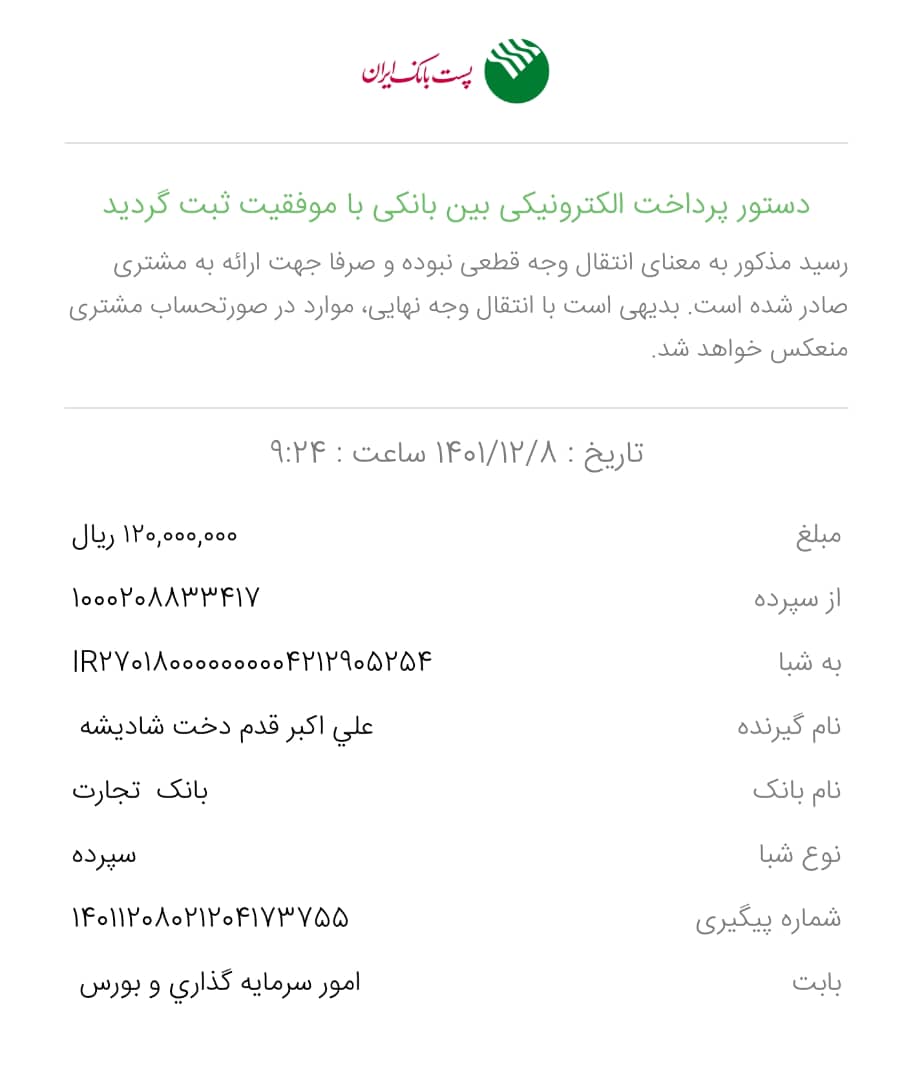 پست بانک ایران
دستور پرداخت الکترونیکی بین بانکی با موفقیت ثبت گردید
رسید مذکور به معنای انتقال وجه قطعی نبوده و صرفا جهت ارائه به مشتری
صادر شده است. بدیهی است با انتقال وجه نهایی، موارد در صورتحساب مشتری
منعکس خواهد شد.
تاریخ : ۱۴۰۱/۱۲/۸ ساعت : ۹:۲۴
مبلغ ۱۲۰,۰۰۰,۰۰۰ ریال
از سپرده ۱۰۰۰۲۰۸۸۳۳۴۱۷
به شبا IR۲۷۰۱۸۰۰۰۰۰۰۰۰۰۰۴۲۱۲۹۰۵۲۵۴
نام گیرنده علي اکبر قدم دخت شادیشه
نام بانک بانک تجارت
نوع شبا سپرده
شماره پیگیری ۱۴۰۱۱۲۰۸۰۲۱۲۰۴۱۷۳۷۵۵
بابت امور سرمایه گذاري و بورس